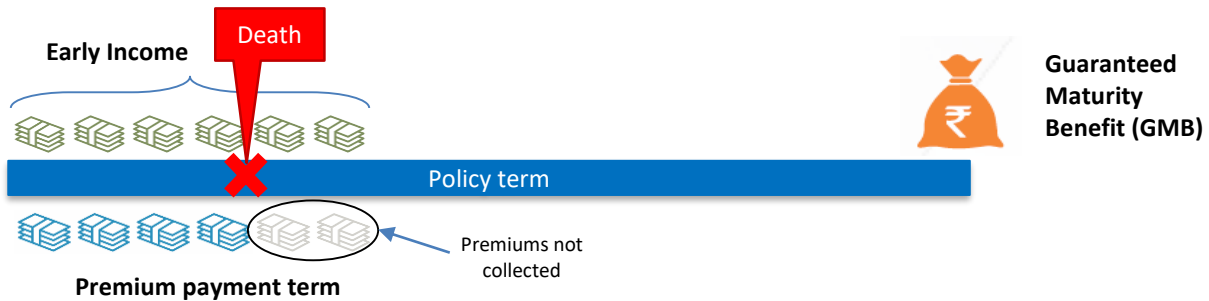 Death
Early Income
Guaranteed
Maturity
Benefit (GMB)
₹
Policy term
Premiums not
collected
Premium payment term